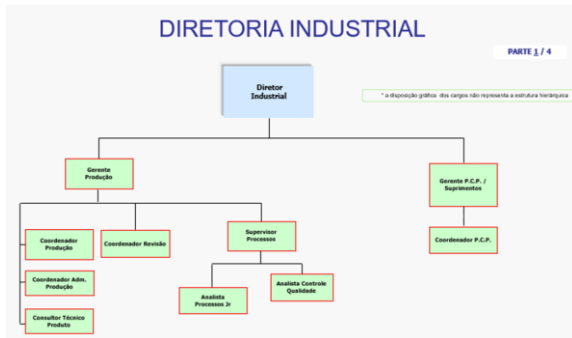 DIRETORIA INDUSTRIAL
PARTE 1 / 4
Diretor
Industrial
* a disposição gráfica dos cargos não representa a estrutura hierárquica
Gerente
Produção
Gerente P.C.P. /
Suprimentos
Coordenador
Produção
Coordenador Revisão
Supervisor
Processos
Coordenador P.C.P.
Coordenador Adm.
Produção
Analista
Processos Jr
Analista Controle
Qualidade
Consultor Técnico
Produto